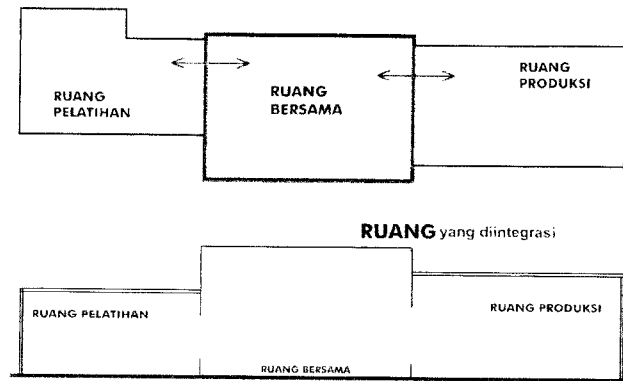 RUANG
PELATIHAN
RUANG
BERSAMA
RUANG
PRODUKSI
RUANG yang diintegrasi
RUANG PELATIHAN
RUANG PRODUKSI
RUANG BERSAMA